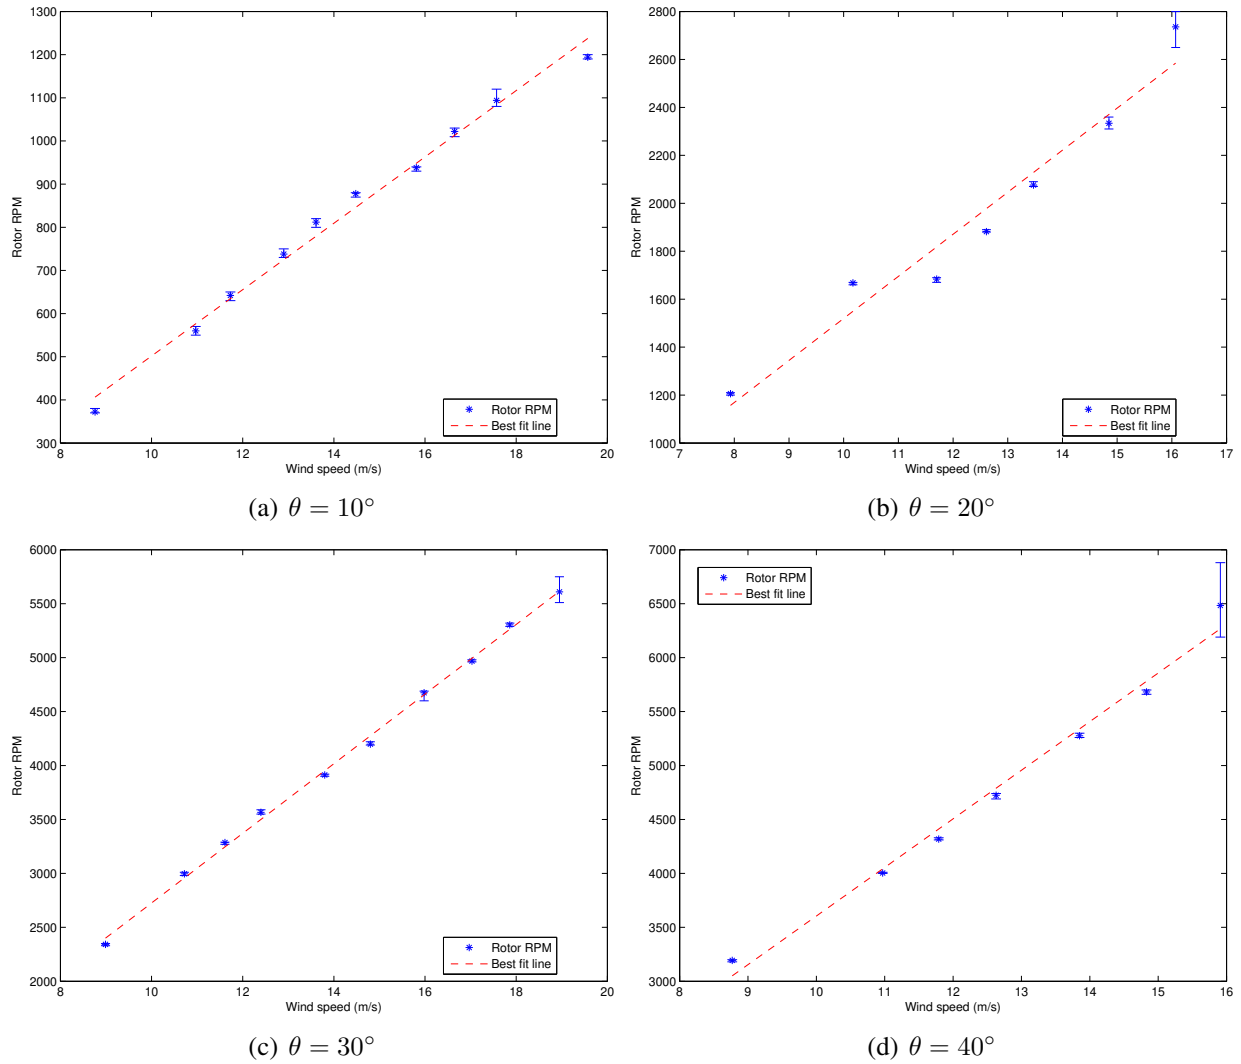 1300
1200
1100
1000
900
800
700
600
500
400
300
8 10 12 14 16 18 20
Rotor RPM
Wind speed (m/s)
Rotor RPM
Best fit line
(a) θ = 10°
2800
2600
2400
2200
2000
1800
1600
1400
1200
1000
7 8 9 10 11 12 13 14 15 16 17
Rotor RPM
Wind speed (m/s)
Rotor RPM
Best fit line
(b) θ = 20°
6000
5500
5000
4500
4000
3500
3000
2500
2000
8 10 12 14 16 18 20
Rotor RPM
Wind speed (m/s)
Rotor RPM
Best fit line
(c) θ = 30°
7000
6500
6000
5500
5000
4500
4000
3500
3000
8 9 10 11 12 13 14 15 16
Rotor RPM
Wind speed (m/s)
Rotor RPM
Best fit line
(d) θ = 40°